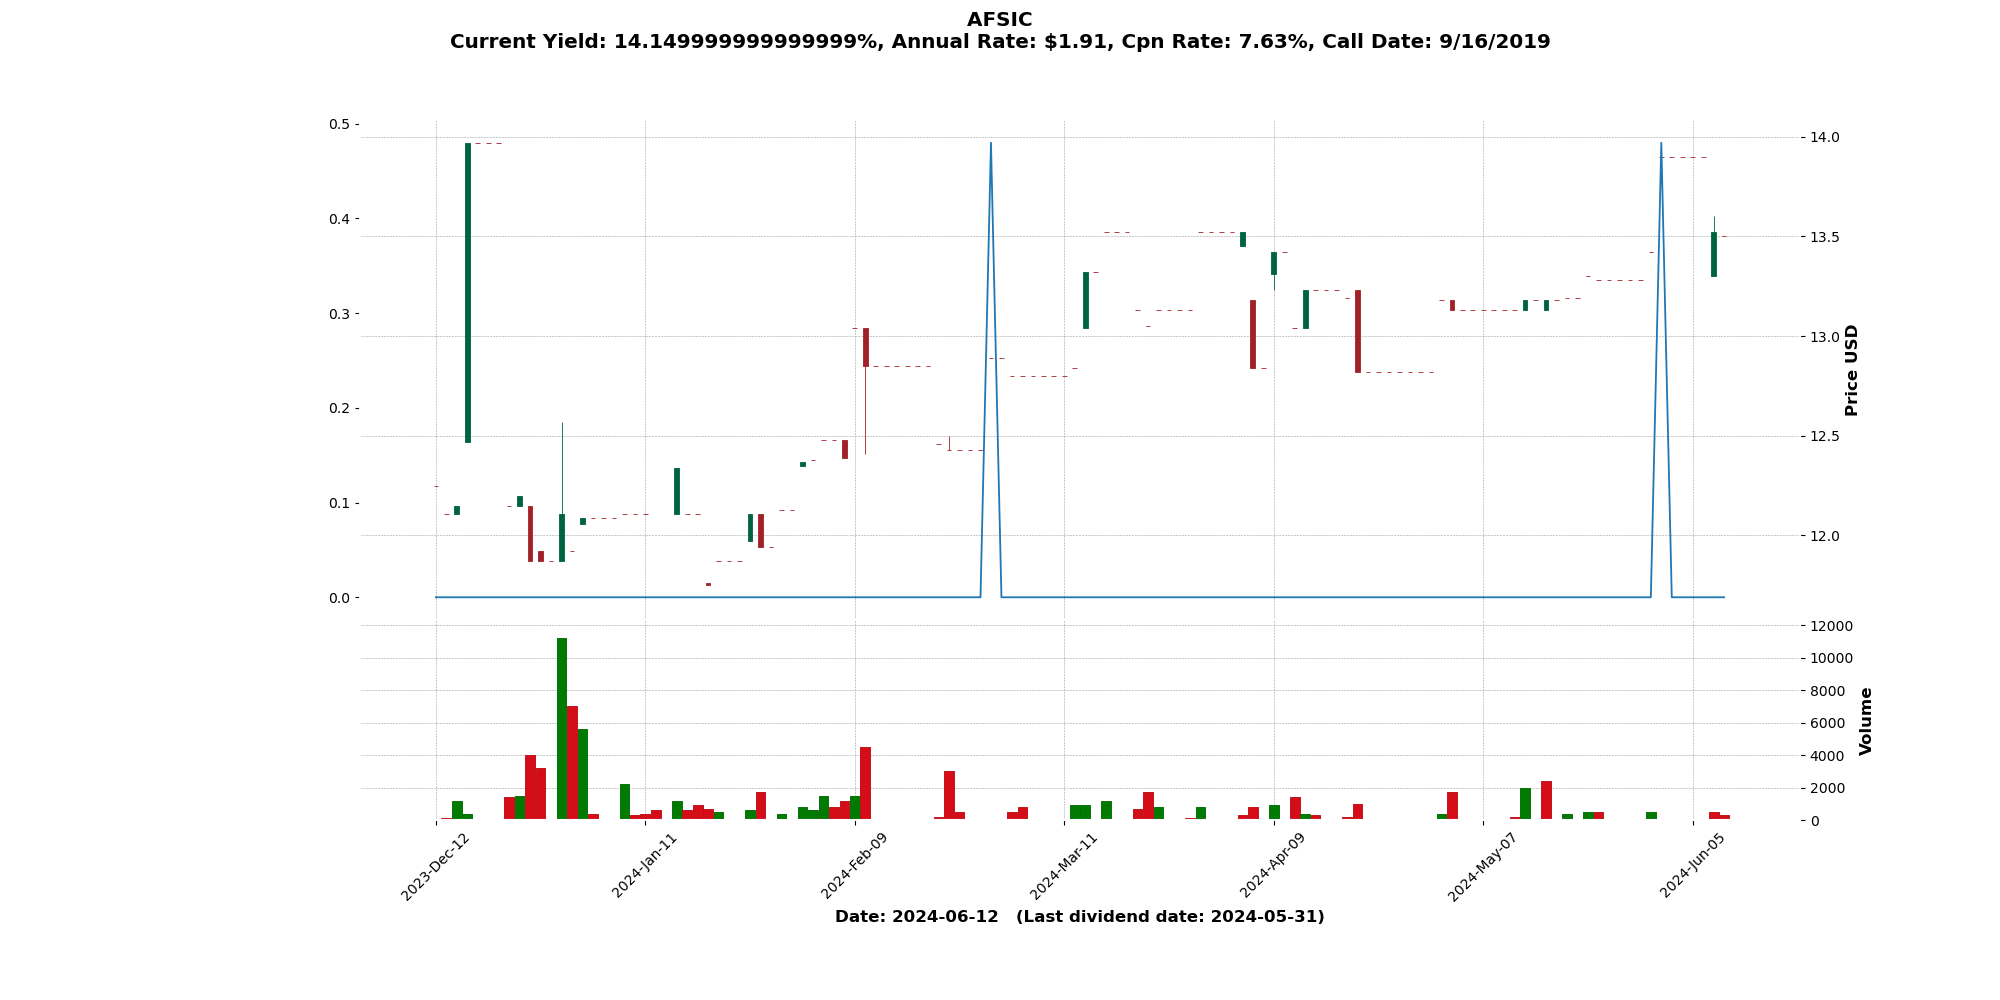 AFSIC
Current Yield: 14.149999999999999%, Annual Rate: $1.91, Cpn Rate: 7.63%, Call Date: 9/16/2019
0.5
0.4
0.3
0.2
0.1
0.0
14.0
13.5
13.0
12.5
12.0
Price USD
12000
10000
8000
6000
4000
2000
0
Volume
2023-Dec-12
2024-Jan-11
2024-Feb-09
2024-Mar-11
2024-Apr-09
2024-May-07
2024-Jun-05
Date: 2024-06-12 (Last dividend date: 2024-05-31)